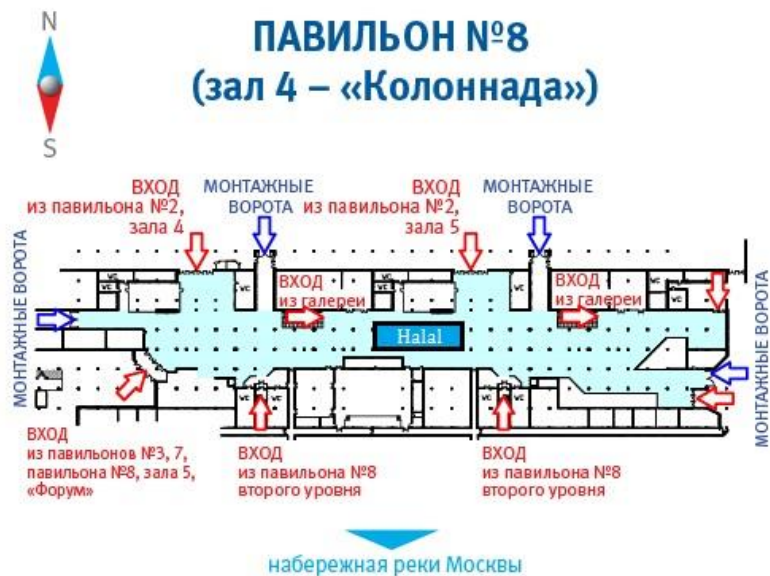 N
S
ПАВИЛЬОН №8
(зал 4 – «Колоннада»)
ВХОД
из павильона №2,
зала 4
МОНТАЖНЫЕ
ВОРОТА
ВХОД
из павильона №2,
зала 5
МОНТАЖНЫЕ
ВОРОТА
МОНТАЖНЫЕ ВОРОТА
ВХОД
из галереи
ВХОД
из галереи
Halal
МОНТАЖНЫЕ ВОРОТА
ВХОД
из павильонов №3, 7,
павильона №8, зала 5,
«Форум»
ВХОД
из павильона №8
второго уровня
ВХОД
из павильона №8
второго уровня
набережная реки Москвы